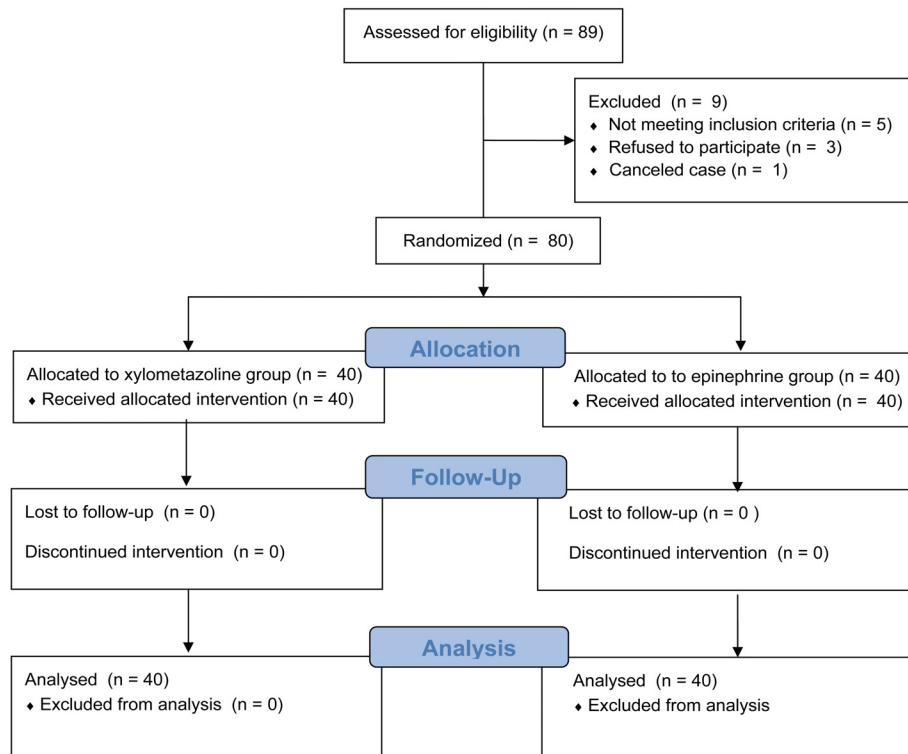 Assessed for eligibility (n = 89)
Excluded (n = 9)
♦ Not meeting inclusion criteria (n = 5)
♦ Refused to participate (n = 3)
♦ Canceled case (n = 1)
Randomized (n = 80)
Allocation
Allocated to xylometazoline group (n = 40)
♦ Received allocated intervention (n = 40)
Allocated to to epinephrine group (n = 40)
♦ Received allocated intervention (n = 40)
Follow-Up
Lost to follow-up (n = 0)
Discontinued intervention (n = 0)
Lost to follow-up (n = 0 )
Discontinued intervention (n = 0)
Analysis
Analysed (n = 40)
♦ Excluded from analysis (n = 0)
Analysed (n = 40)
♦ Excluded from analysis